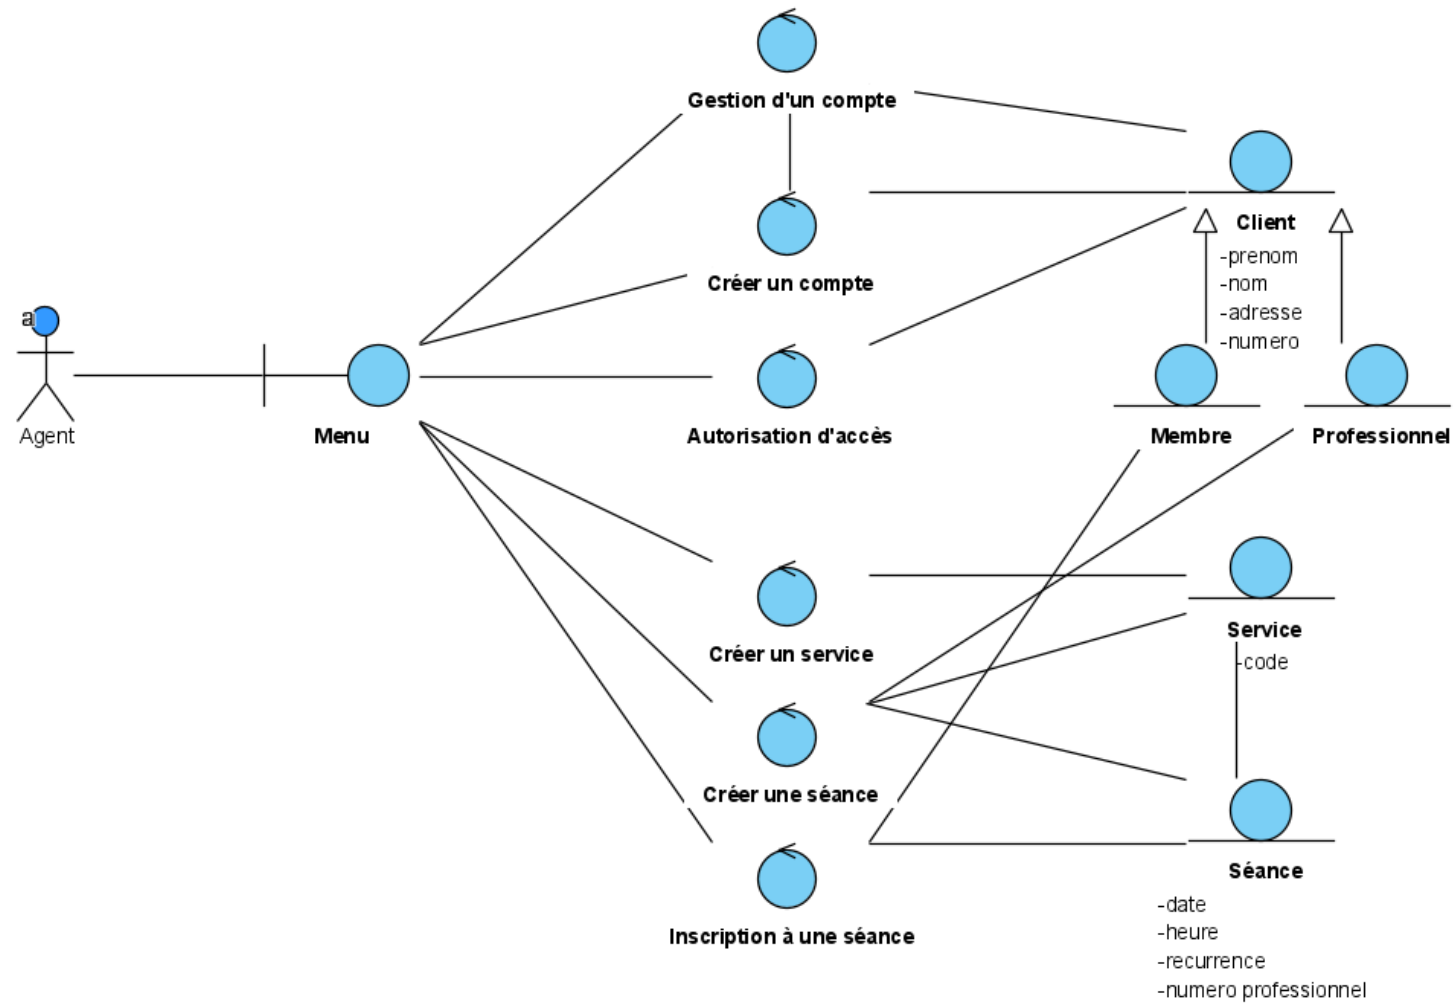 Gestion d'un compte
Client
-prenom
-nom
-adresse
-numero
Créer un compte
a
Agent
Menu
Autorisation d'accès
Membre
Professionnel
Créer un service
Service
-code
Créer une séance
Séance
-date
-heure
-recurrence
-numero professionnel
Inscription à une séance